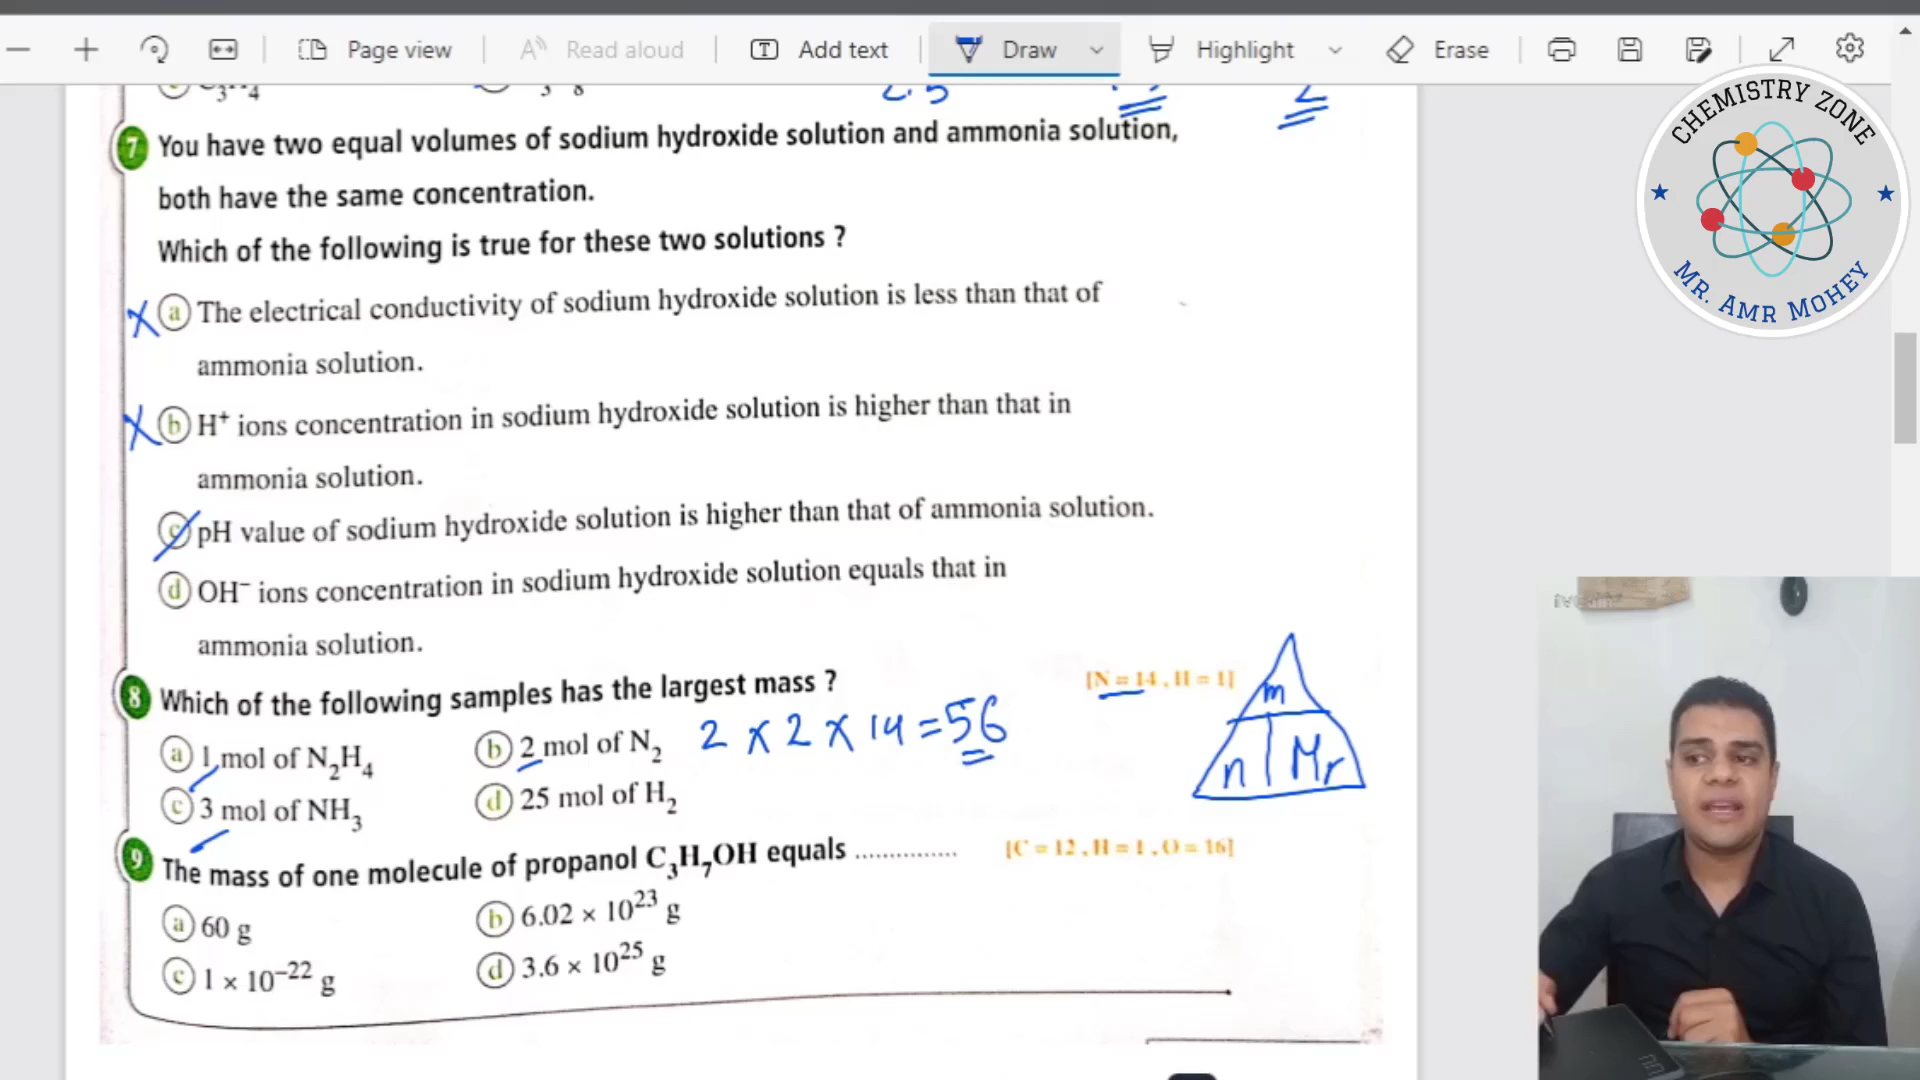 Page view
Read aloud
Add text
Draw
Highlight
Erase
CHEMISTRY ZONE
MR. AMR MOHEY
2.5
2
7 You have two equal volumes of sodium hydroxide solution and ammonia solution,
both have the same concentration.
Which of the following is true for these two solutions ?
X a The electrical conductivity of sodium hydroxide solution is less than that of
ammonia solution.
X b H⁺ ions concentration in sodium hydroxide solution is higher than that in
ammonia solution.
c pH value of sodium hydroxide solution is higher than that of ammonia solution.
d OH⁻ ions concentration in sodium hydroxide solution equals that in
ammonia solution.
8 Which of the following samples has the largest mass ? [N = 14 , H = 1]
a 1 mol of N₂H₄ b 2 mol of N₂ 2 x 2 x 14 = 56
c 3 mol of NH₃ d 25 mol of H₂
m
n Mr
9 The mass of one molecule of propanol C₃H₇OH equals .............. [C = 12 , H = 1 , O = 16]
a 60 g b 6.02 × 10²³ g
c 1 × 10⁻²² g d 3.6 × 10²⁵ g